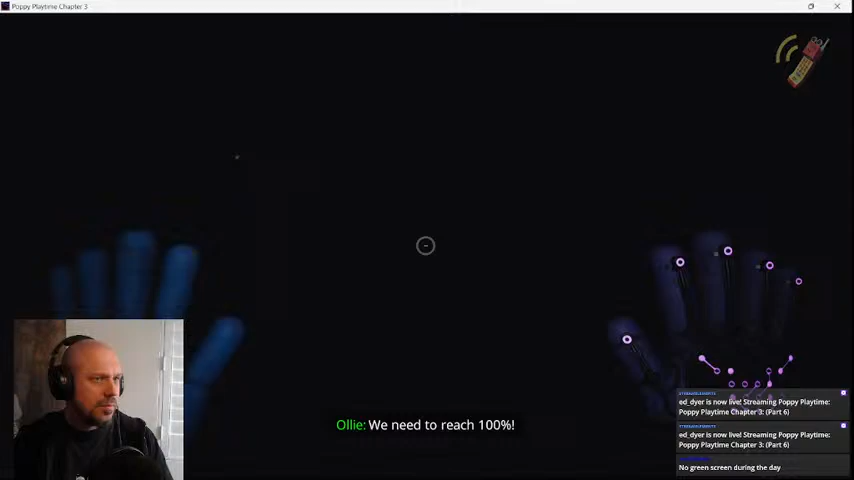 Poppy Playtime Chapter 3
Ollie: We need to reach 100%!
ed_dyer is now live! Streaming Poppy Playtime:
Poppy Playtime Chapter 3: (Part 6)
ed_dyer is now live! Streaming Poppy Playtime:
Poppy Playtime Chapter 3: (Part 6)
No green screen during the day